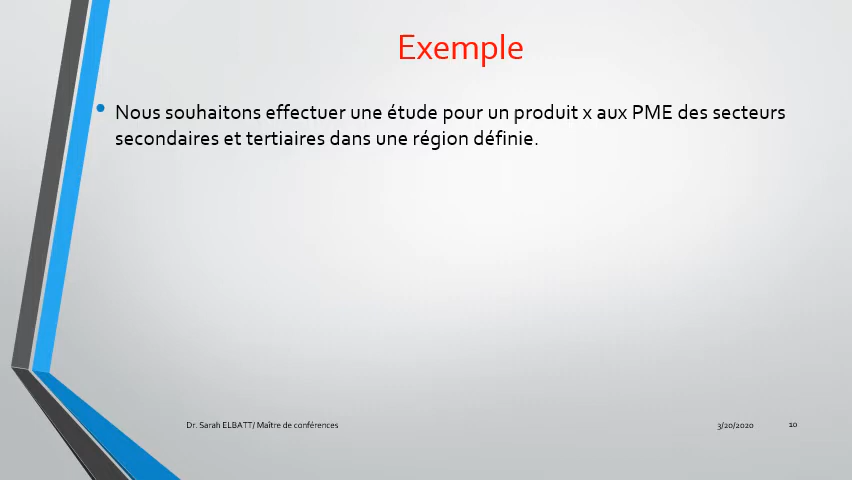 Exemple
• Nous souhaitons effectuer une étude pour un produit x aux PME des secteurs
secondaires et tertiaires dans une région définie.
Dr. Sarah ELBATT/ Maître de conférences
3/20/2020
10